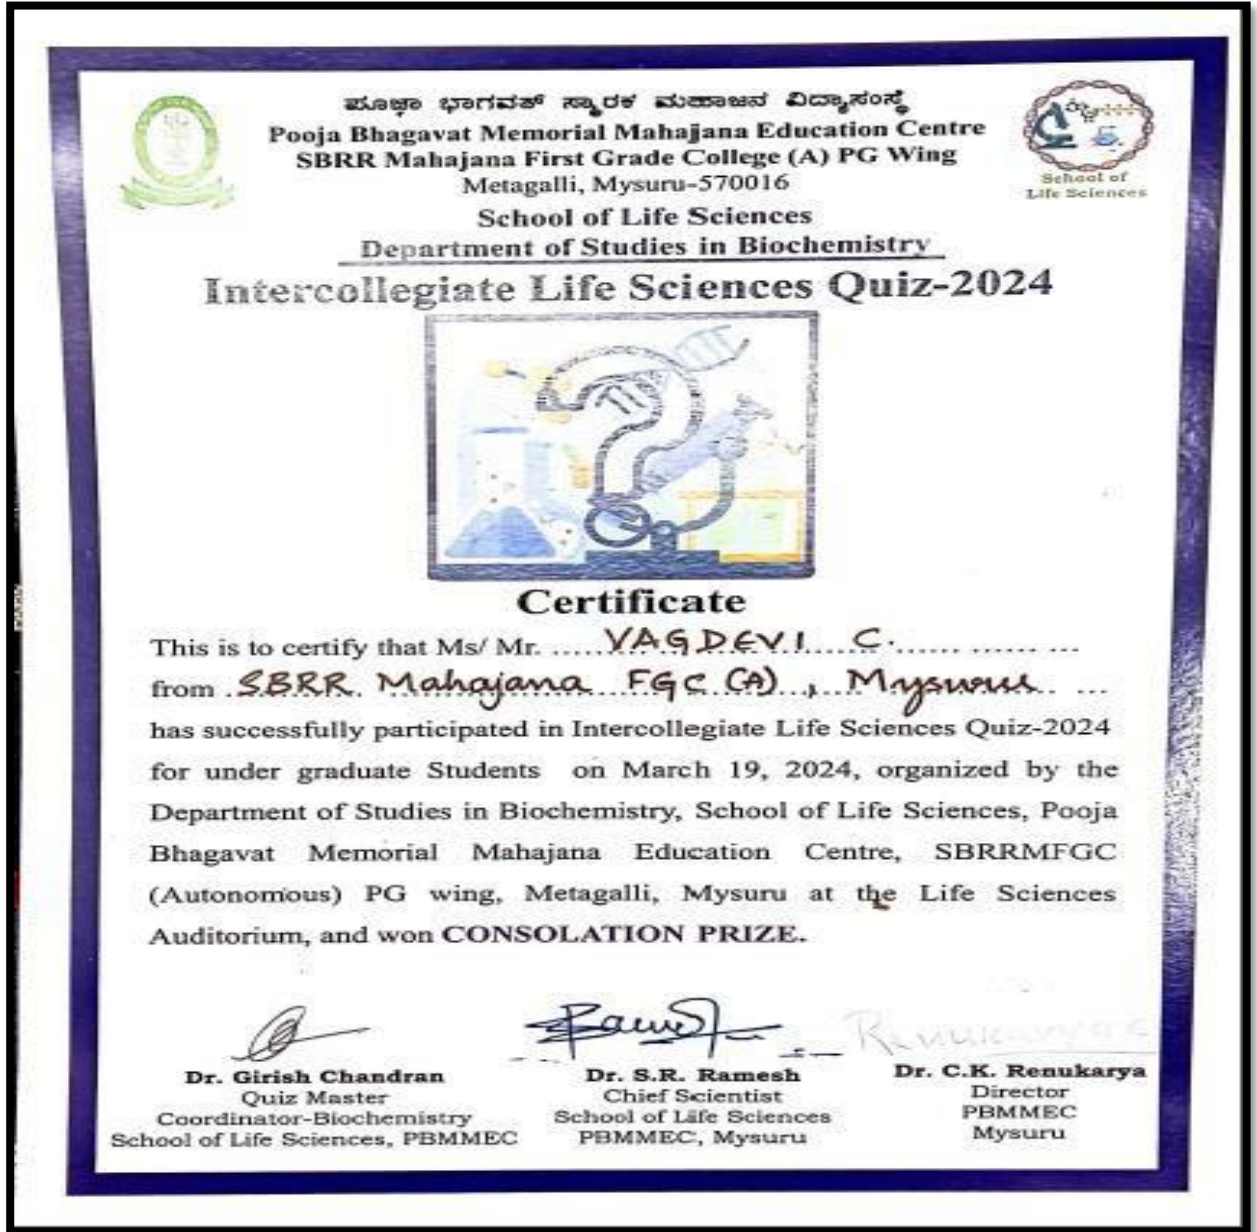 ಪೂಜಾ ಭಾಗವತ್ ಸ್ಮಾರಕ ಮಹಾಜನ ವಿದ್ಯಾಸಂಸ್ಥೆ
Pooja Bhagavat Memorial Mahajana Education Centre
SBRR Mahajana First Grade College (A) PG Wing
Metagalli, Mysuru-570016
School of Life Sciences
School of Life Sciences
Department of Studies in Biochemistry
Intercollegiate Life Sciences Quiz-2024
Certificate
This is to certify that Ms/ Mr. ..... VAGDEVI C. ...... ...... ...
from SBRR Mahajana FGC (A), Mysuru ...
has successfully participated in Intercollegiate Life Sciences Quiz-2024
for under graduate Students on March 19, 2024, organized by the
Department of Studies in Biochemistry, School of Life Sciences, Pooja
Bhagavat Memorial Mahajana Education Centre, SBRRMFGC
(Autonomous) PG wing, Metagalli, Mysuru at the Life Sciences
Auditorium, and won CONSOLATION PRIZE.
Dr. Girish Chandran
Quiz Master
Coordinator-Biochemistry
School of Life Sciences, PBMMEC
Dr. S.R. Ramesh
Chief Scientist
School of Life Sciences
PBMMEC, Mysuru
Dr. C.K. Renukarya
Director
PBMMEC
Mysuru